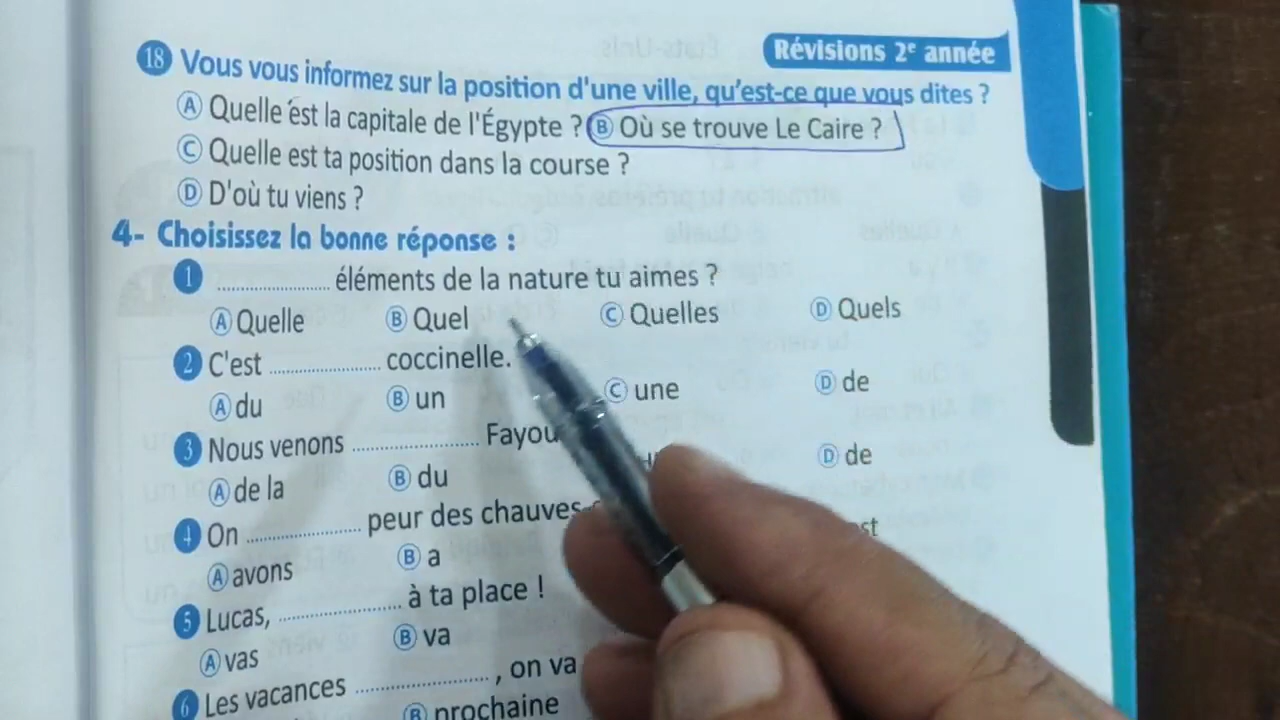 Révisions 2e année
18 Vous vous informez sur la position d'une ville, qu'est-ce que vous dites ?
A Quelle est la capitale de l'Égypte ? B Où se trouve Le Caire ?
C Quelle est ta position dans la course ?
D D'où tu viens ?
4- Choisissez la bonne réponse :
1 .................... éléments de la nature tu aimes ?
A Quelle B Quel C Quelles D Quels
2 C'est .................... coccinelle.
A du B un C une D de
3 Nous venons .................... Fayou
A de la B du D de
4 On .................... peur des chauves-
A avons B a
5 Lucas, .................... à ta place !
A vas B va
6 Les vacances .................... , on va
B prochaine